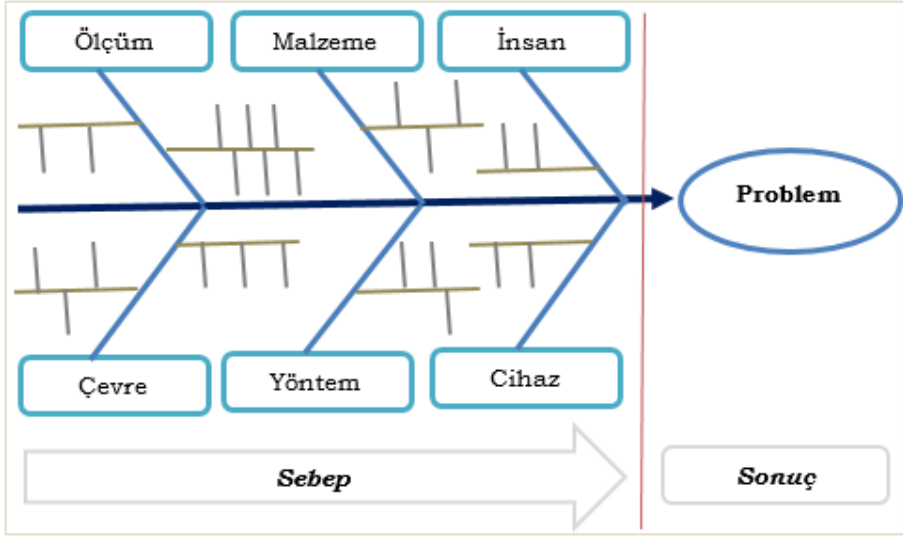 Ölçüm
Malzeme
İnsan
Problem
Çevre
Yöntem
Cihaz
Sebep
Sonuç